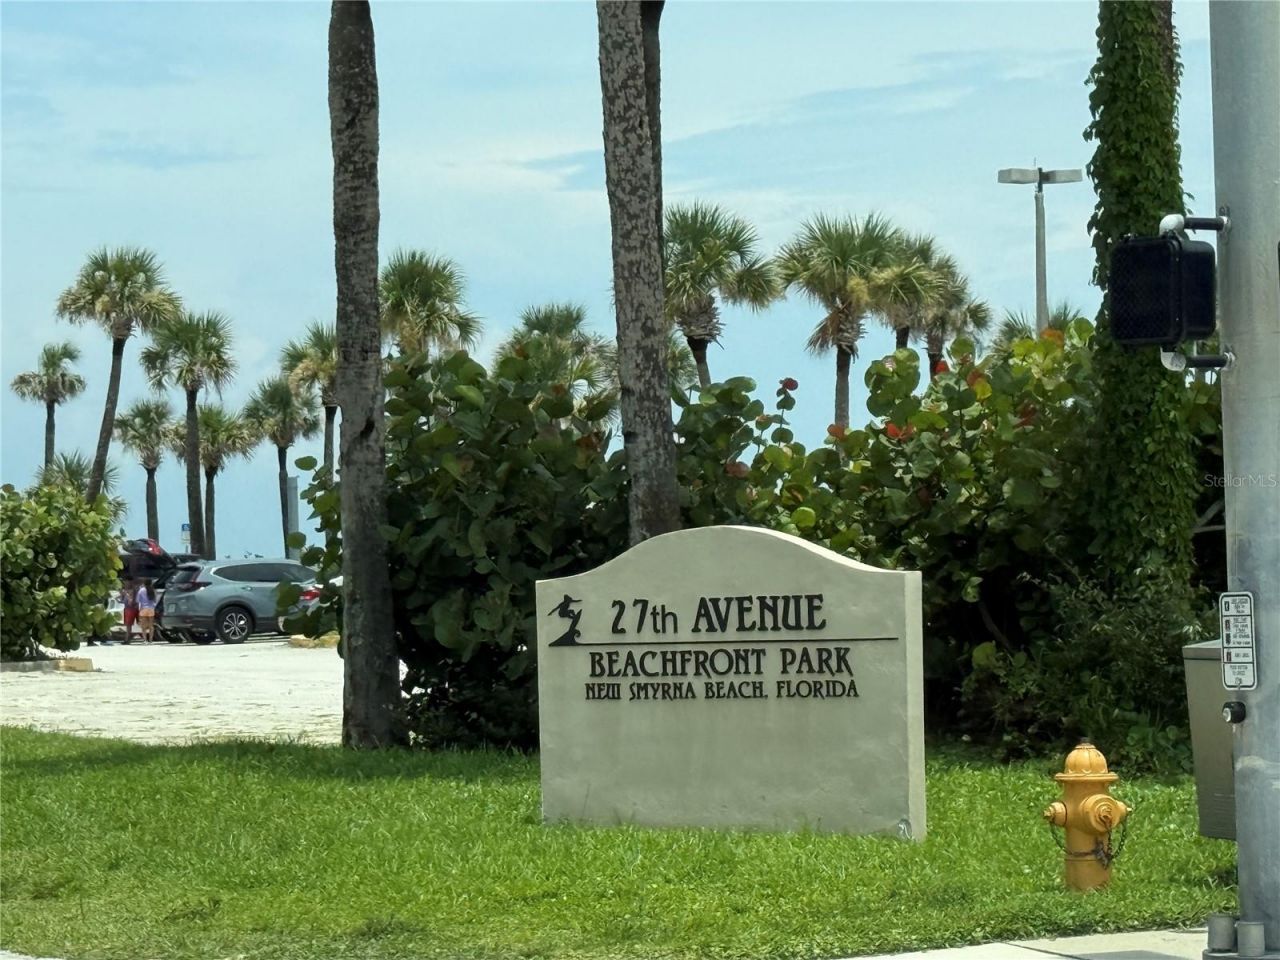 27th AVENUE
BEACHFRONT PARK
NEW SMYRNA BEACH, FLORIDA
StellarMLS